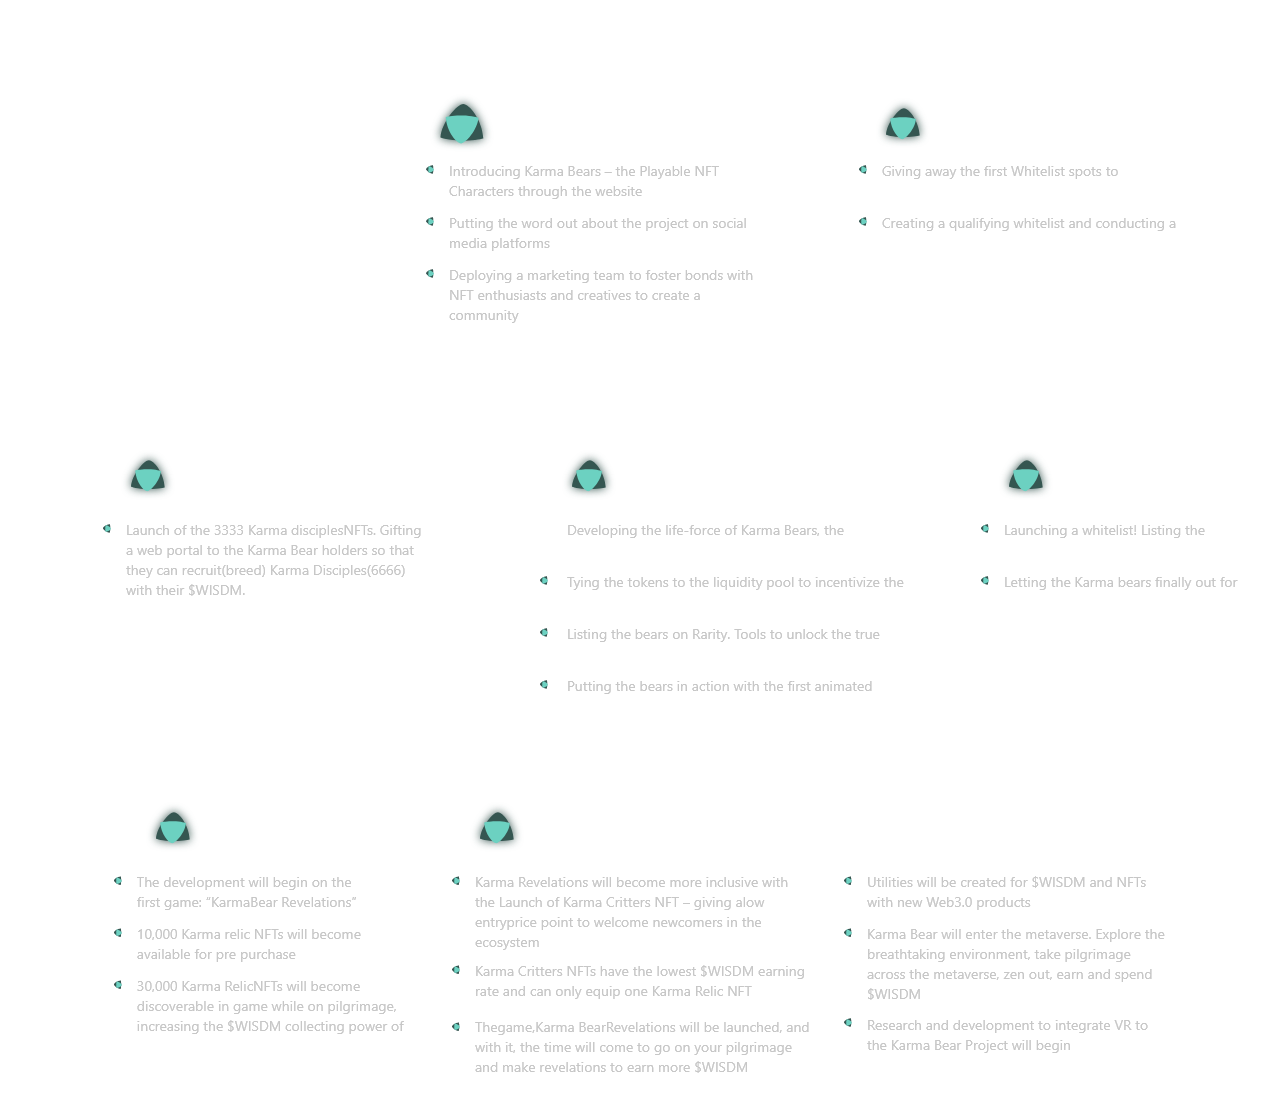 Introducing Karma Bears – the Playable NFT
Characters through the website
Putting the word out about the project on social
media platforms
Deploying a marketing team to foster bonds with
NFT enthusiasts and creatives to create a
community
Giving away the first Whitelist spots to
Creating a qualifying whitelist and conducting a
Launch of the 3333 Karma disciplesNFTs. Gifting
a web portal to the Karma Bear holders so that
they can recruit(breed) Karma Disciples(6666)
with their $WISDM.
Developing the life-force of Karma Bears, the
Tying the tokens to the liquidity pool to incentivize the
Listing the bears on Rarity. Tools to unlock the true
Putting the bears in action with the first animated
Launching a whitelist! Listing the
Letting the Karma bears finally out for
The development will begin on the
first game: “KarmaBear Revelations”
10,000 Karma relic NFTs will become
available for pre purchase
30,000 Karma RelicNFTs will become
discoverable in game while on pilgrimage,
increasing the $WISDM collecting power of
Karma Revelations will become more inclusive with
the Launch of Karma Critters NFT – giving alow
entryprice point to welcome newcomers in the
ecosystem
Karma Critters NFTs have the lowest $WISDM earning
rate and can only equip one Karma Relic NFT
Thegame,Karma BearRevelations will be launched, and
with it, the time will come to go on your pilgrimage
and make revelations to earn more $WISDM
Utilities will be created for $WISDM and NFTs
with new Web3.0 products
Karma Bear will enter the metaverse. Explore the
breathtaking environment, take pilgrimage
across the metaverse, zen out, earn and spend
$WISDM
Research and development to integrate VR to
the Karma Bear Project will begin